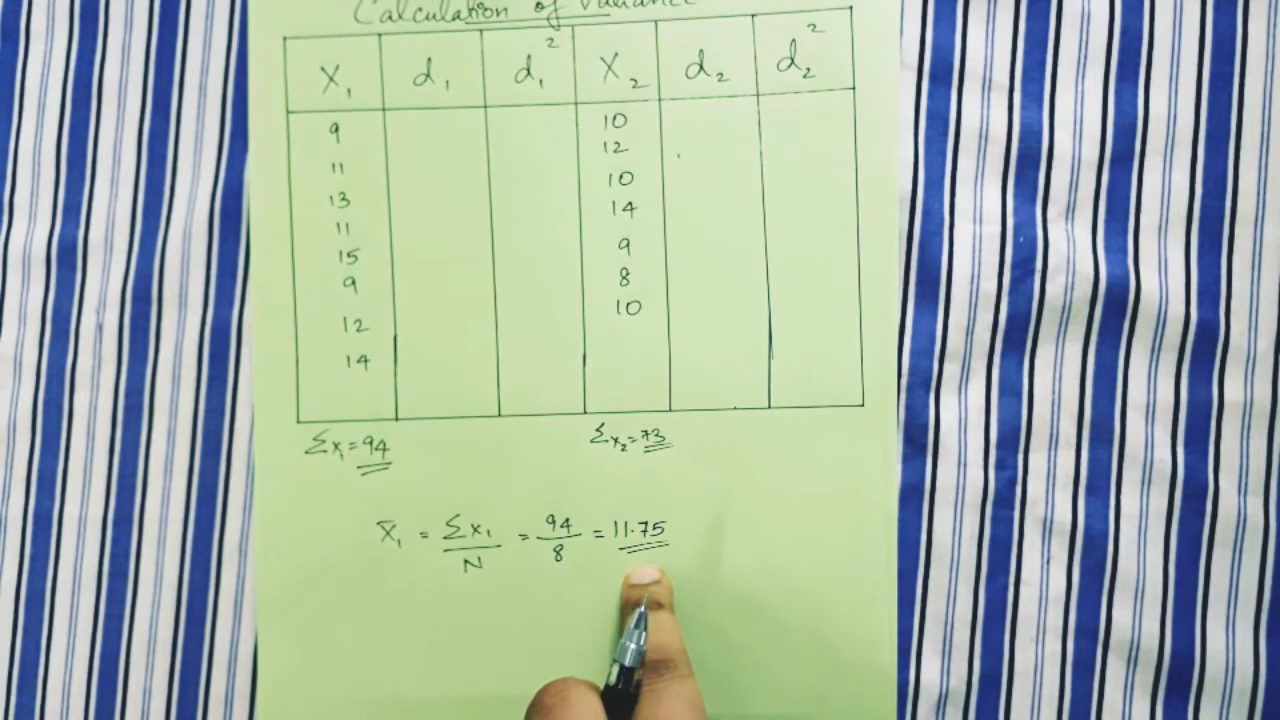 Calculation of Variance
X₁ d₁ d₁² X₂ d₂ d₂²
9 10
11 12
13 10
11 14
15 9
9 8
12 10
14
Σx₁ = 94 Σx₂ = 73
X̄₁ = Σx₁/N = 94/8 = 11.75